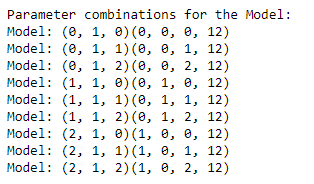 Parameter combinations for the Model:
Model: (0, 1, 0)(0, 0, 0, 12)
Model: (0, 1, 1)(0, 0, 1, 12)
Model: (0, 1, 2)(0, 0, 2, 12)
Model: (1, 1, 0)(0, 1, 0, 12)
Model: (1, 1, 1)(0, 1, 1, 12)
Model: (1, 1, 2)(0, 1, 2, 12)
Model: (2, 1, 0)(1, 0, 0, 12)
Model: (2, 1, 1)(1, 0, 1, 12)
Model: (2, 1, 2)(1, 0, 2, 12)